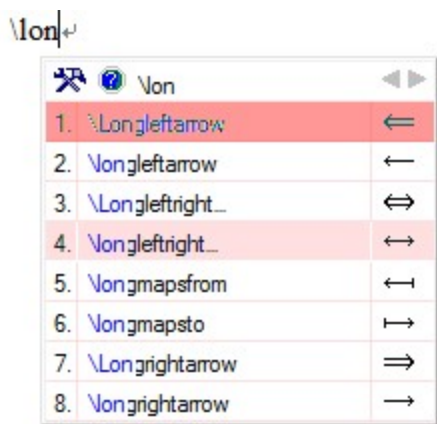 \lon↵
\lon
1. \Longleftarrow ⇐
2. \longleftarrow ←
3. \Longleftright... ⇔
4. \longleftright... ↔
5. \longmapsfrom ↤
6. \longmapsto ↦
7. \Longrightarrow ⇒
8. \longrightarrow →